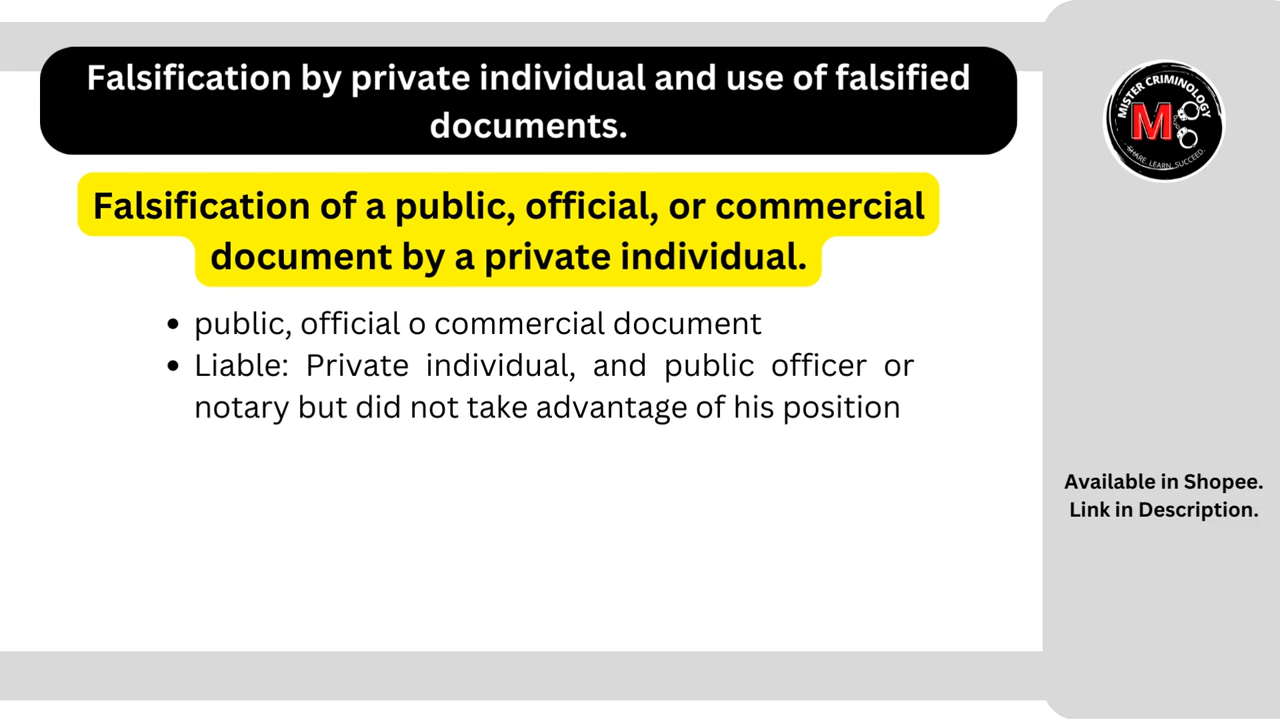 Falsification by private individual and use of falsified
documents.
MISTER CRIMINOLOGY
M
SHARE. LEARN. SUCCEED.
Falsification of a public, official, or commercial
document by a private individual.
• public, official o commercial document
• Liable: Private individual, and public officer or
notary but did not take advantage of his position
Available in Shopee.
Link in Description.